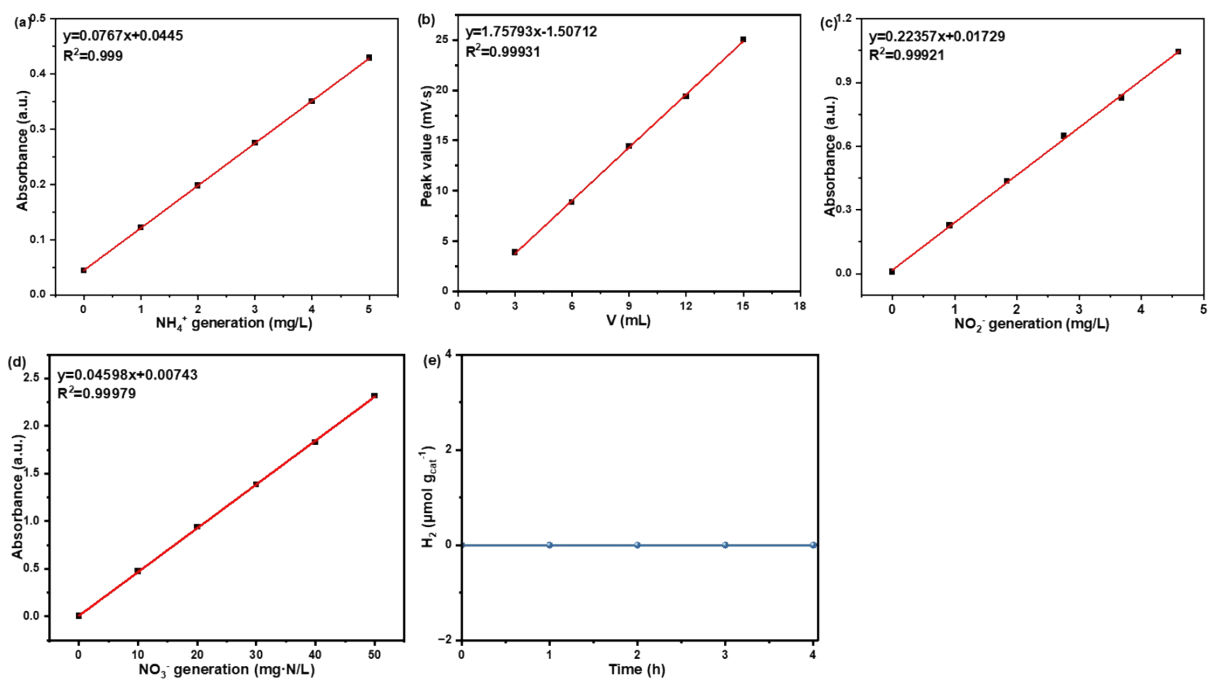 (a)
y=0.0767x+0.0445
R²=0.999
Absorbance (a.u.)
0.5
0.4
0.3
0.2
0.1
0.0
0 1 2 3 4 5
NH₄⁺ generation (mg/L)
(b)
y=1.75793x-1.50712
R²=0.99931
Peak value (mV·s)
25
20
15
10
5
0
0 3 6 9 12 15 18
V (mL)
(c)
y=0.22357x+0.01729
R²=0.99921
Absorbance (a.u.)
1.2
0.9
0.6
0.3
0.0
0 1 2 3 4 5
NO₂⁻ generation (mg/L)
(d)
y=0.04598x+0.00743
R²=0.99979
Absorbance (a.u.)
2.5
2.0
1.5
1.0
0.5
0.0
0 10 20 30 40 50
NO₃⁻ generation (mg·N/L)
(e)
H₂ (μmol g꜀ₐₜ⁻¹)
4
2
0
−2
0 1 2 3 4
Time (h)